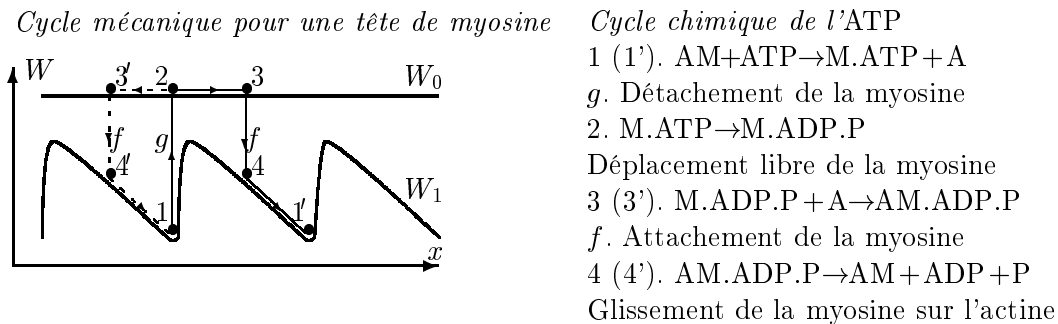 Cycle mécanique pour une tête de myosine
W
3′ 2 3 W0
f g f
4′ 4
W1
1 1′
x
Cycle chimique de l'ATP
1 (1'). AM+ATP→M.ATP+A
g. Détachement de la myosine
2. M.ATP→M.ADP.P
Déplacement libre de la myosine
3 (3'). M.ADP.P+A→AM.ADP.P
f. Attachement de la myosine
4 (4'). AM.ADP.P→AM+ADP+P
Glissement de la myosine sur l'actine